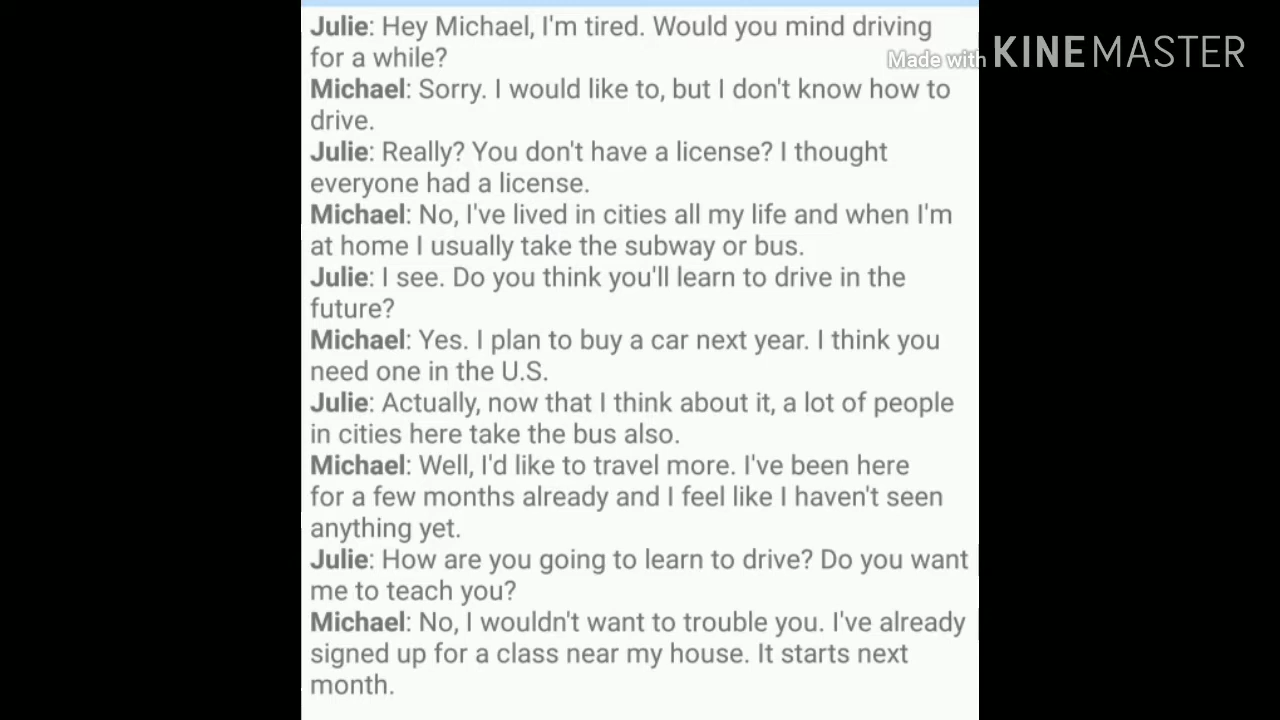 Julie: Hey Michael, I'm tired. Would you mind driving
for a while?
Made with KINEMASTER
Michael: Sorry. I would like to, but I don't know how to
drive.
Julie: Really? You don't have a license? I thought
everyone had a license.
Michael: No, I've lived in cities all my life and when I'm
at home I usually take the subway or bus.
Julie: I see. Do you think you'll learn to drive in the
future?
Michael: Yes. I plan to buy a car next year. I think you
need one in the U.S.
Julie: Actually, now that I think about it, a lot of people
in cities here take the bus also.
Michael: Well, I'd like to travel more. I've been here
for a few months already and I feel like I haven't seen
anything yet.
Julie: How are you going to learn to drive? Do you want
me to teach you?
Michael: No, I wouldn't want to trouble you. I've already
signed up for a class near my house. It starts next
month.